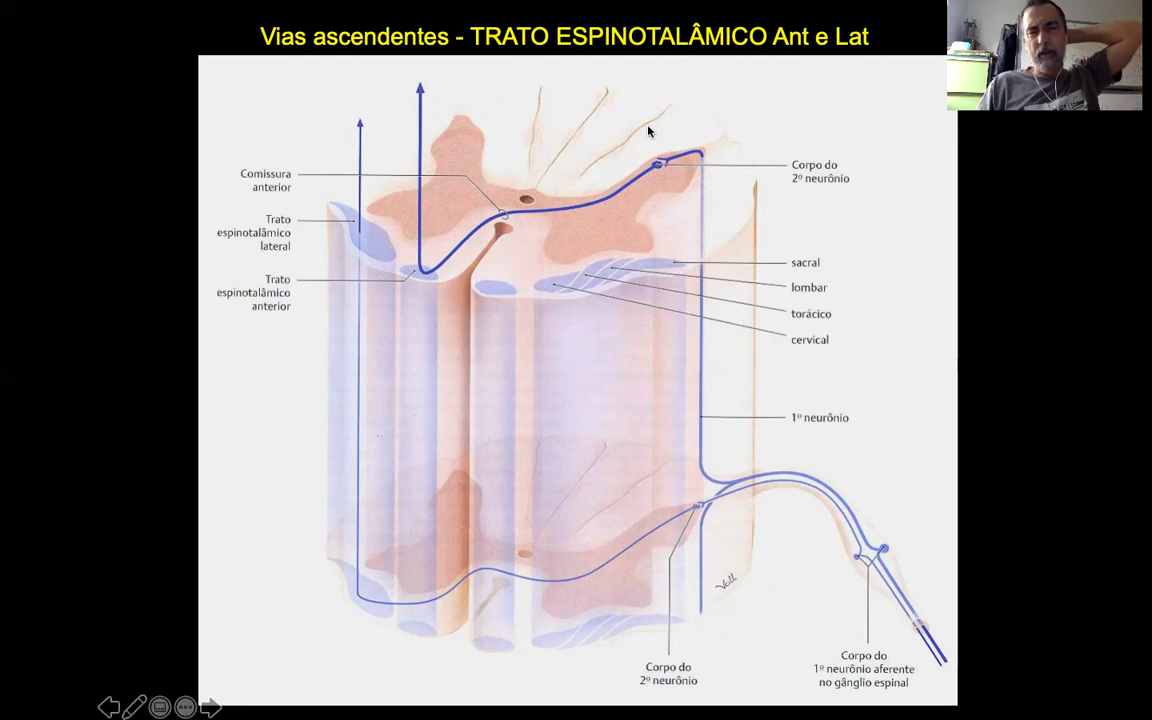 Vias ascendentes - TRATO ESPINOTALÂMICO Ant e Lat
Comissura
anterior
Trato
espinotalâmico
lateral
Trato
espinotalâmico
anterior
Corpo do
2º neurônio
sacral
lombar
torácico
cervical
1º neurônio
Voll
Corpo do
2º neurônio
Corpo do
1º neurônio aferente
no gânglio espinal